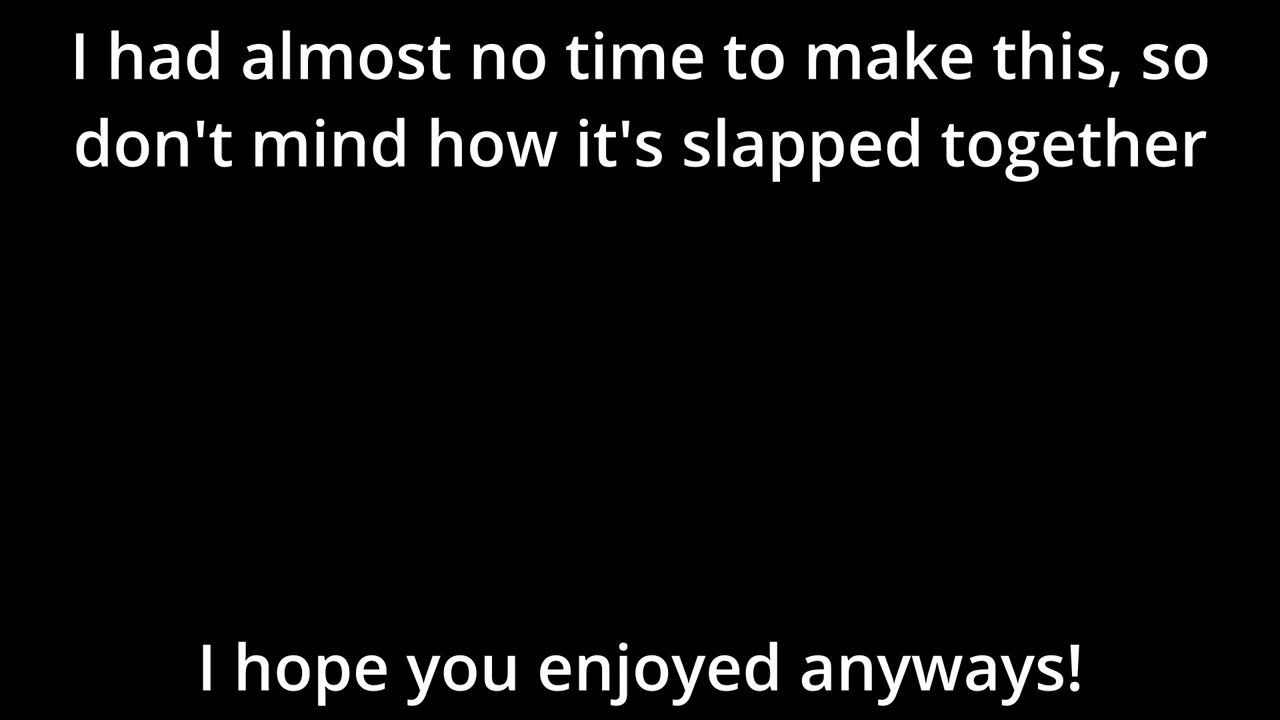 I had almost no time to make this, so
don't mind how it's slapped together
I hope you enjoyed anyways!